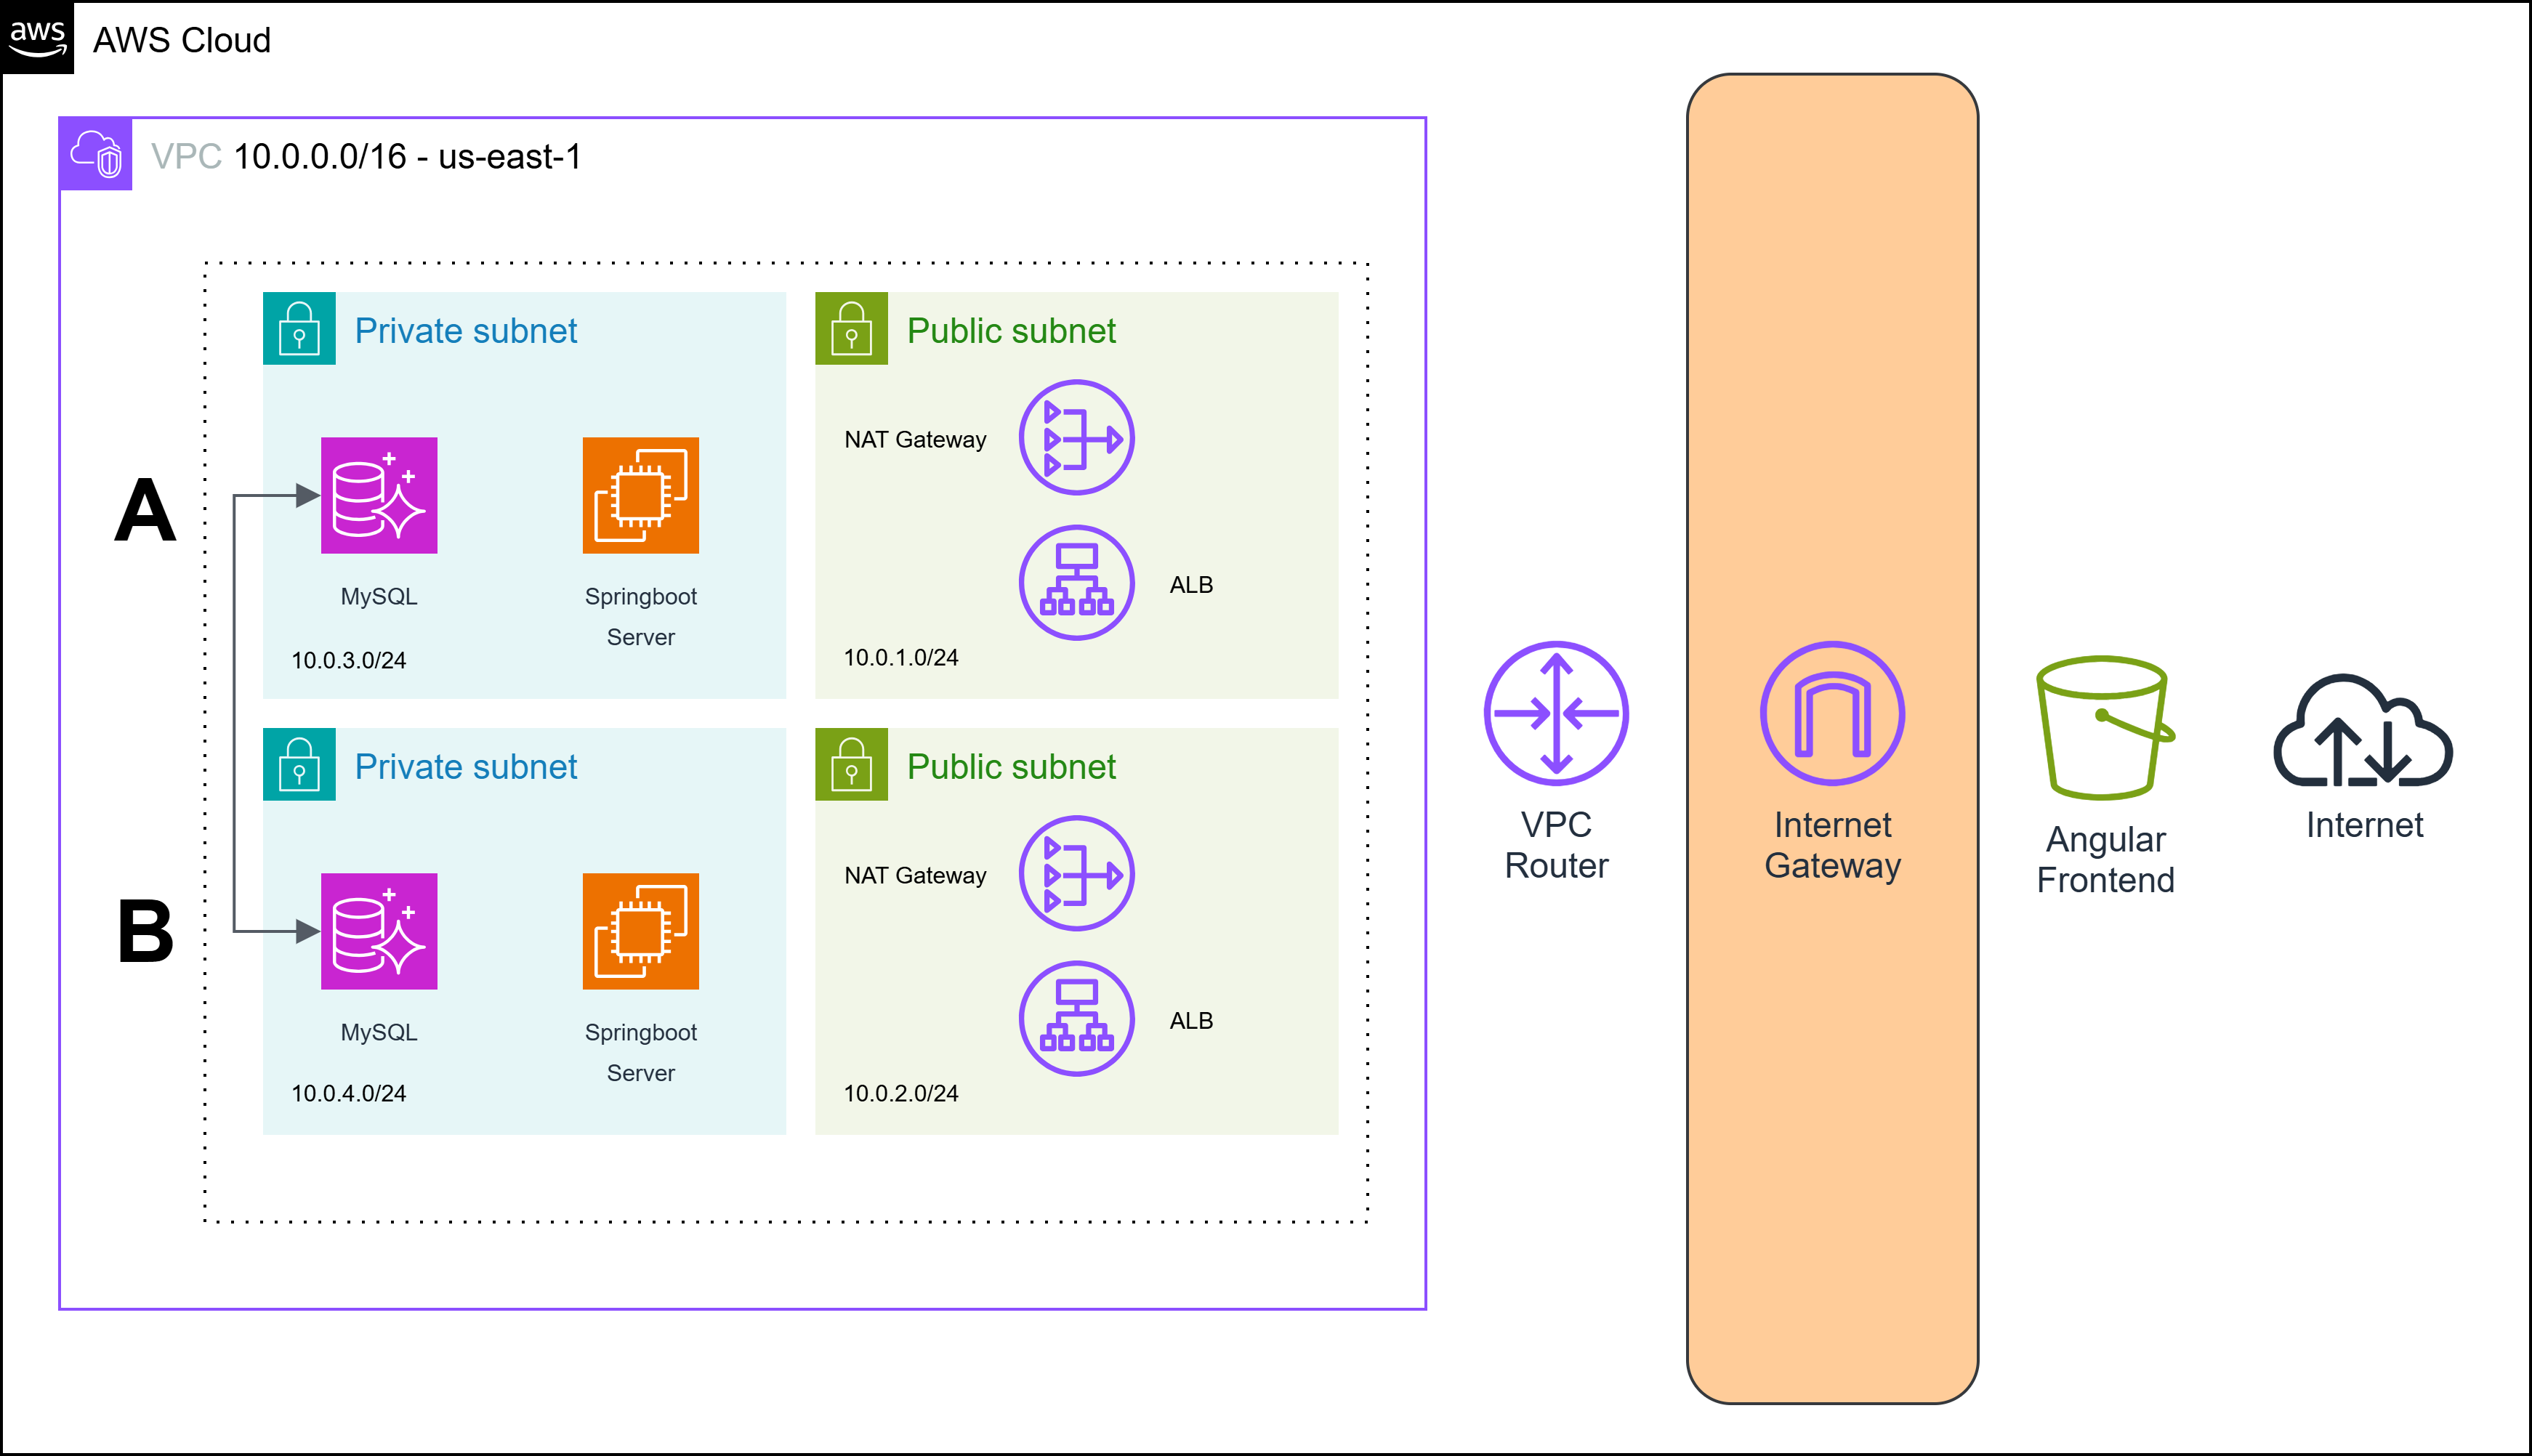 aws
AWS Cloud
VPC 10.0.0.0/16 - us-east-1
A
Private subnet
MySQL
Springboot
Server
10.0.3.0/24
Public subnet
NAT Gateway
ALB
10.0.1.0/24
B
Private subnet
MySQL
Springboot
Server
10.0.4.0/24
Public subnet
NAT Gateway
ALB
10.0.2.0/24
VPC
Router
Internet
Gateway
Angular
Frontend
Internet